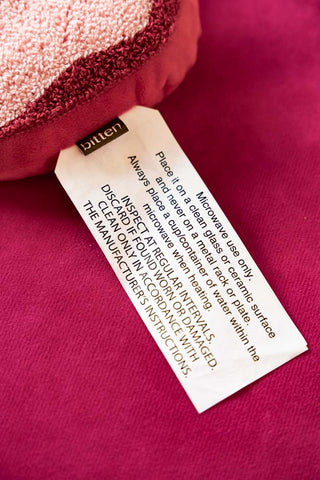 bitten
Microwave use only.
Place it on a clean glass or ceramic surface
and never on a metal rack or plate.
Always place a cup/container of water within the
microwave when heating
INSPECT AT REGULAR INTERVALS.
DISCARD IF FOUND WORN OR DAMAGED.
CLEAN ONLY IN ACCORDANCE WITH
THE MANUFACTURER'S INSTRUCTIONS.